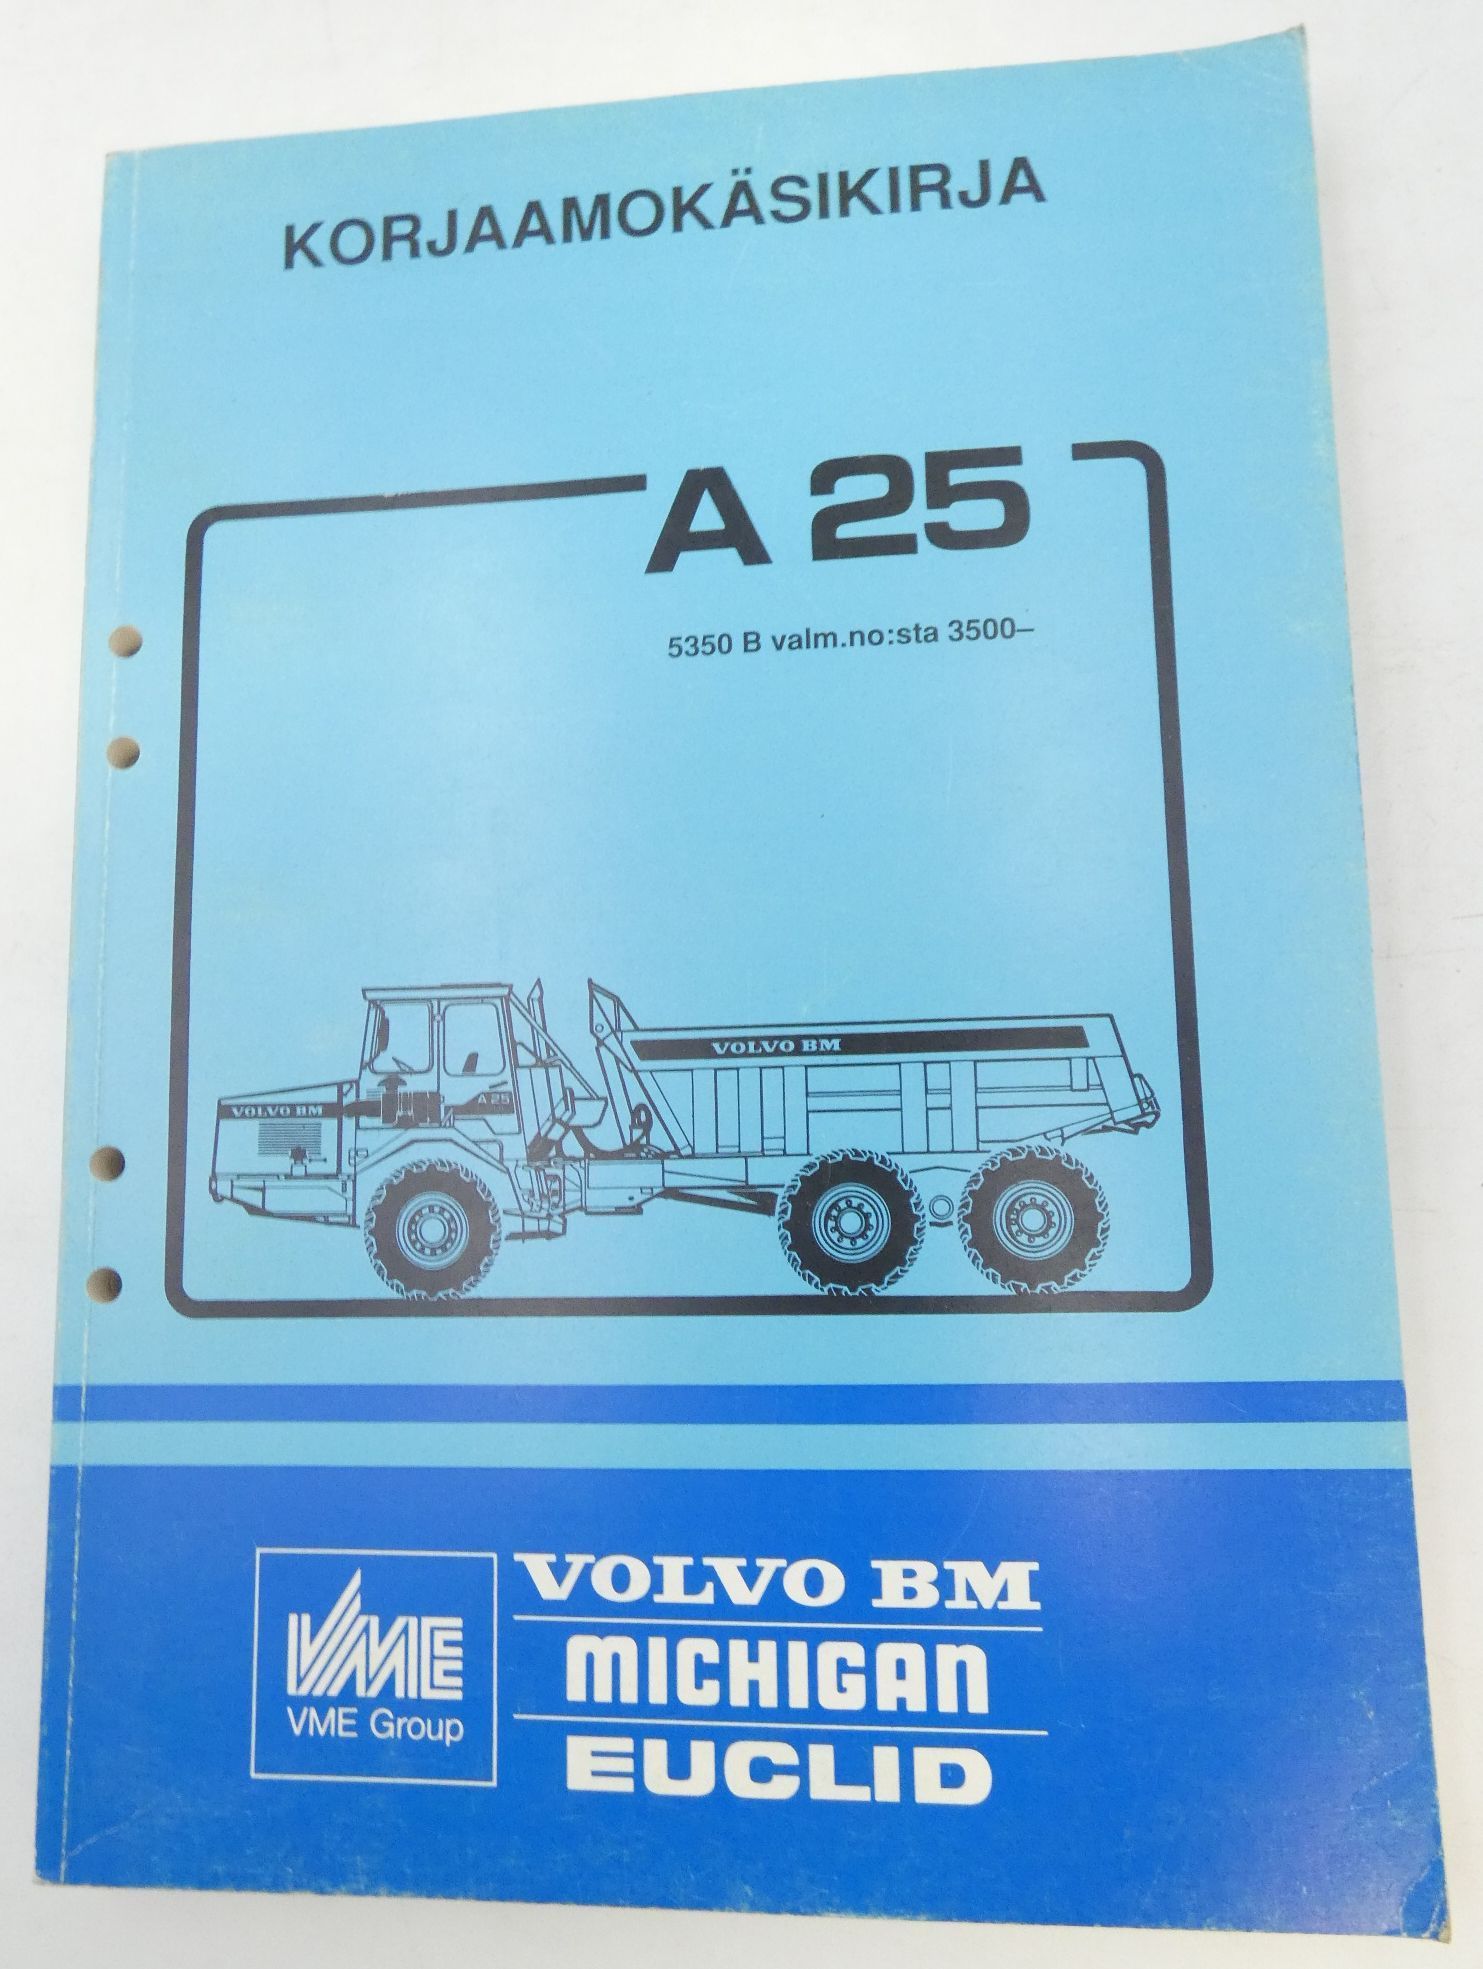 KORJAAMOKÄSIKIRJA
A 25
5350 B valm.no:sta 3500–
VOLVO BM
VOLVO BM
A 25
VME
VME Group
VOLVO BM
MICHIGAN
EUCLID